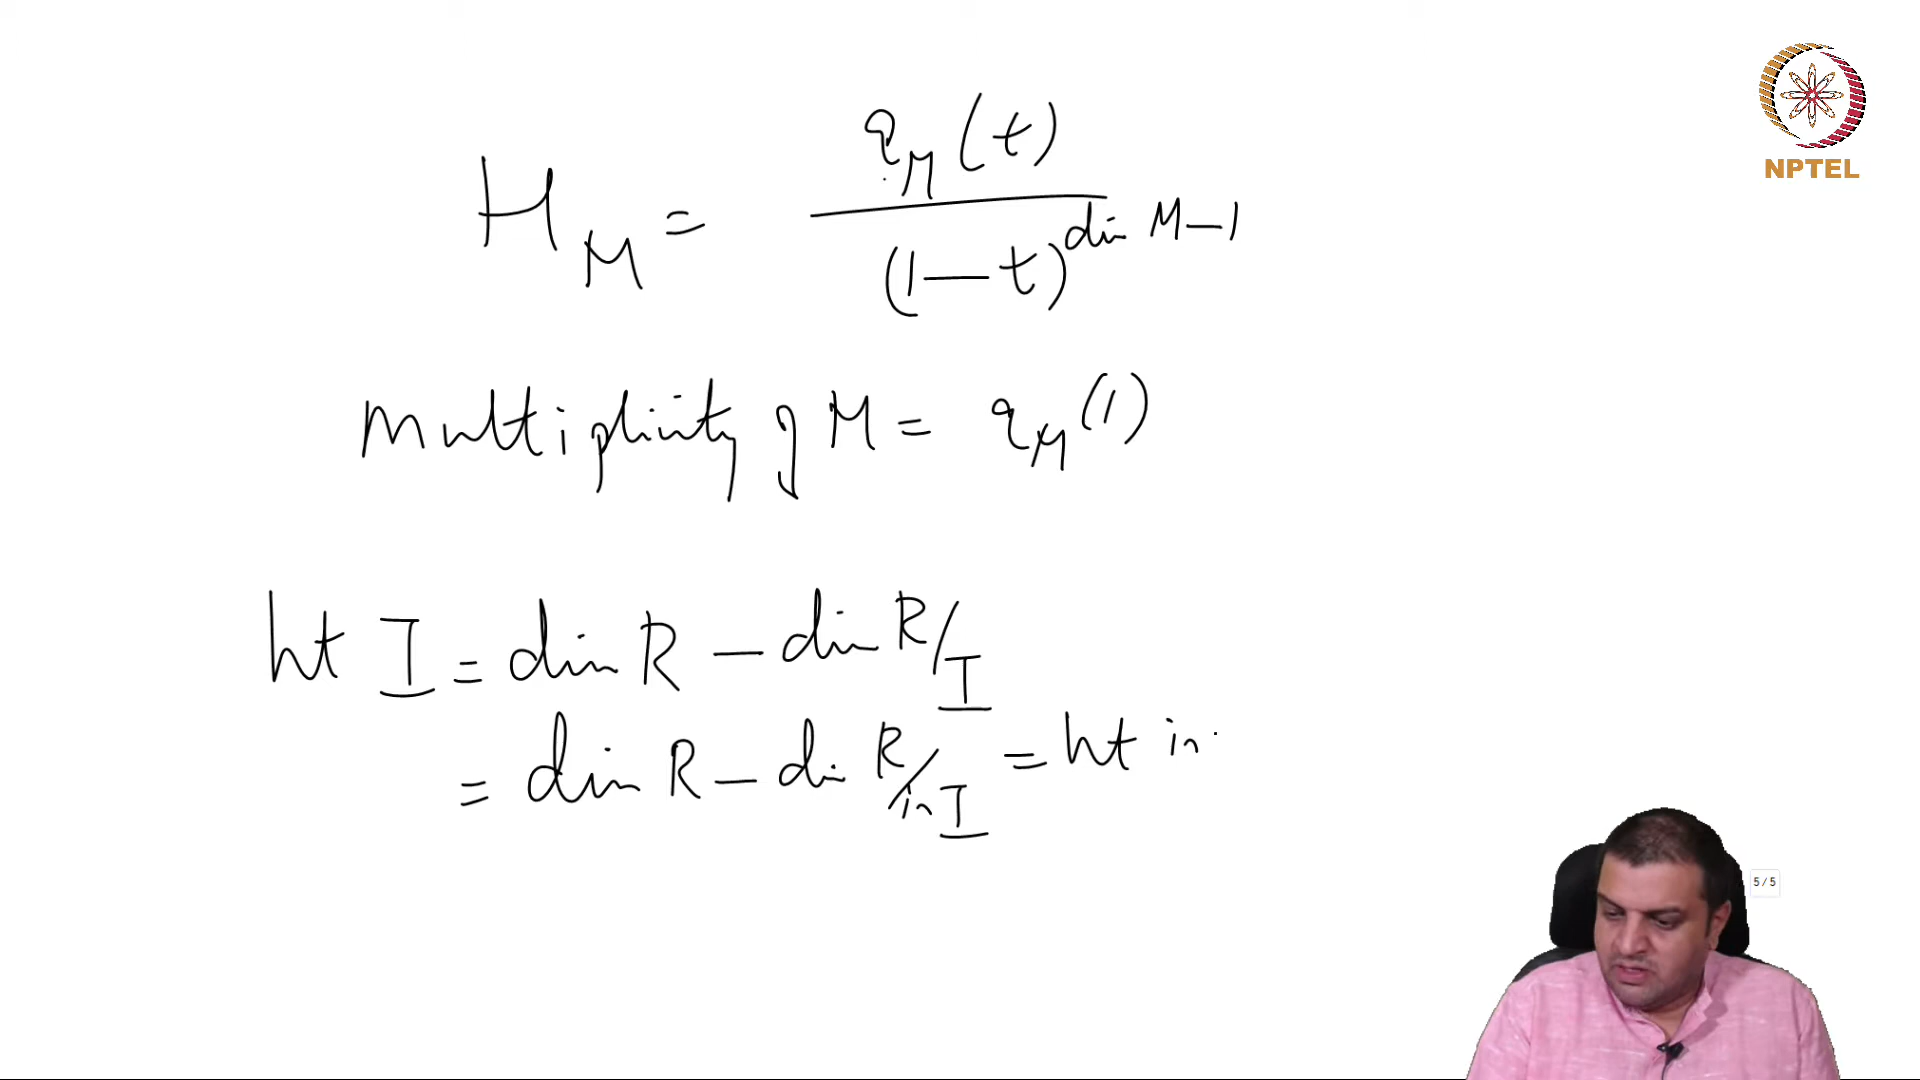 NPTEL
H_M = q_M(t) / (1-t)^{dim M-1}
Multiplicity of M = q_M(1)
ht I = dim R - dim R/I
= dim R - dim R/in I = ht in
5/5